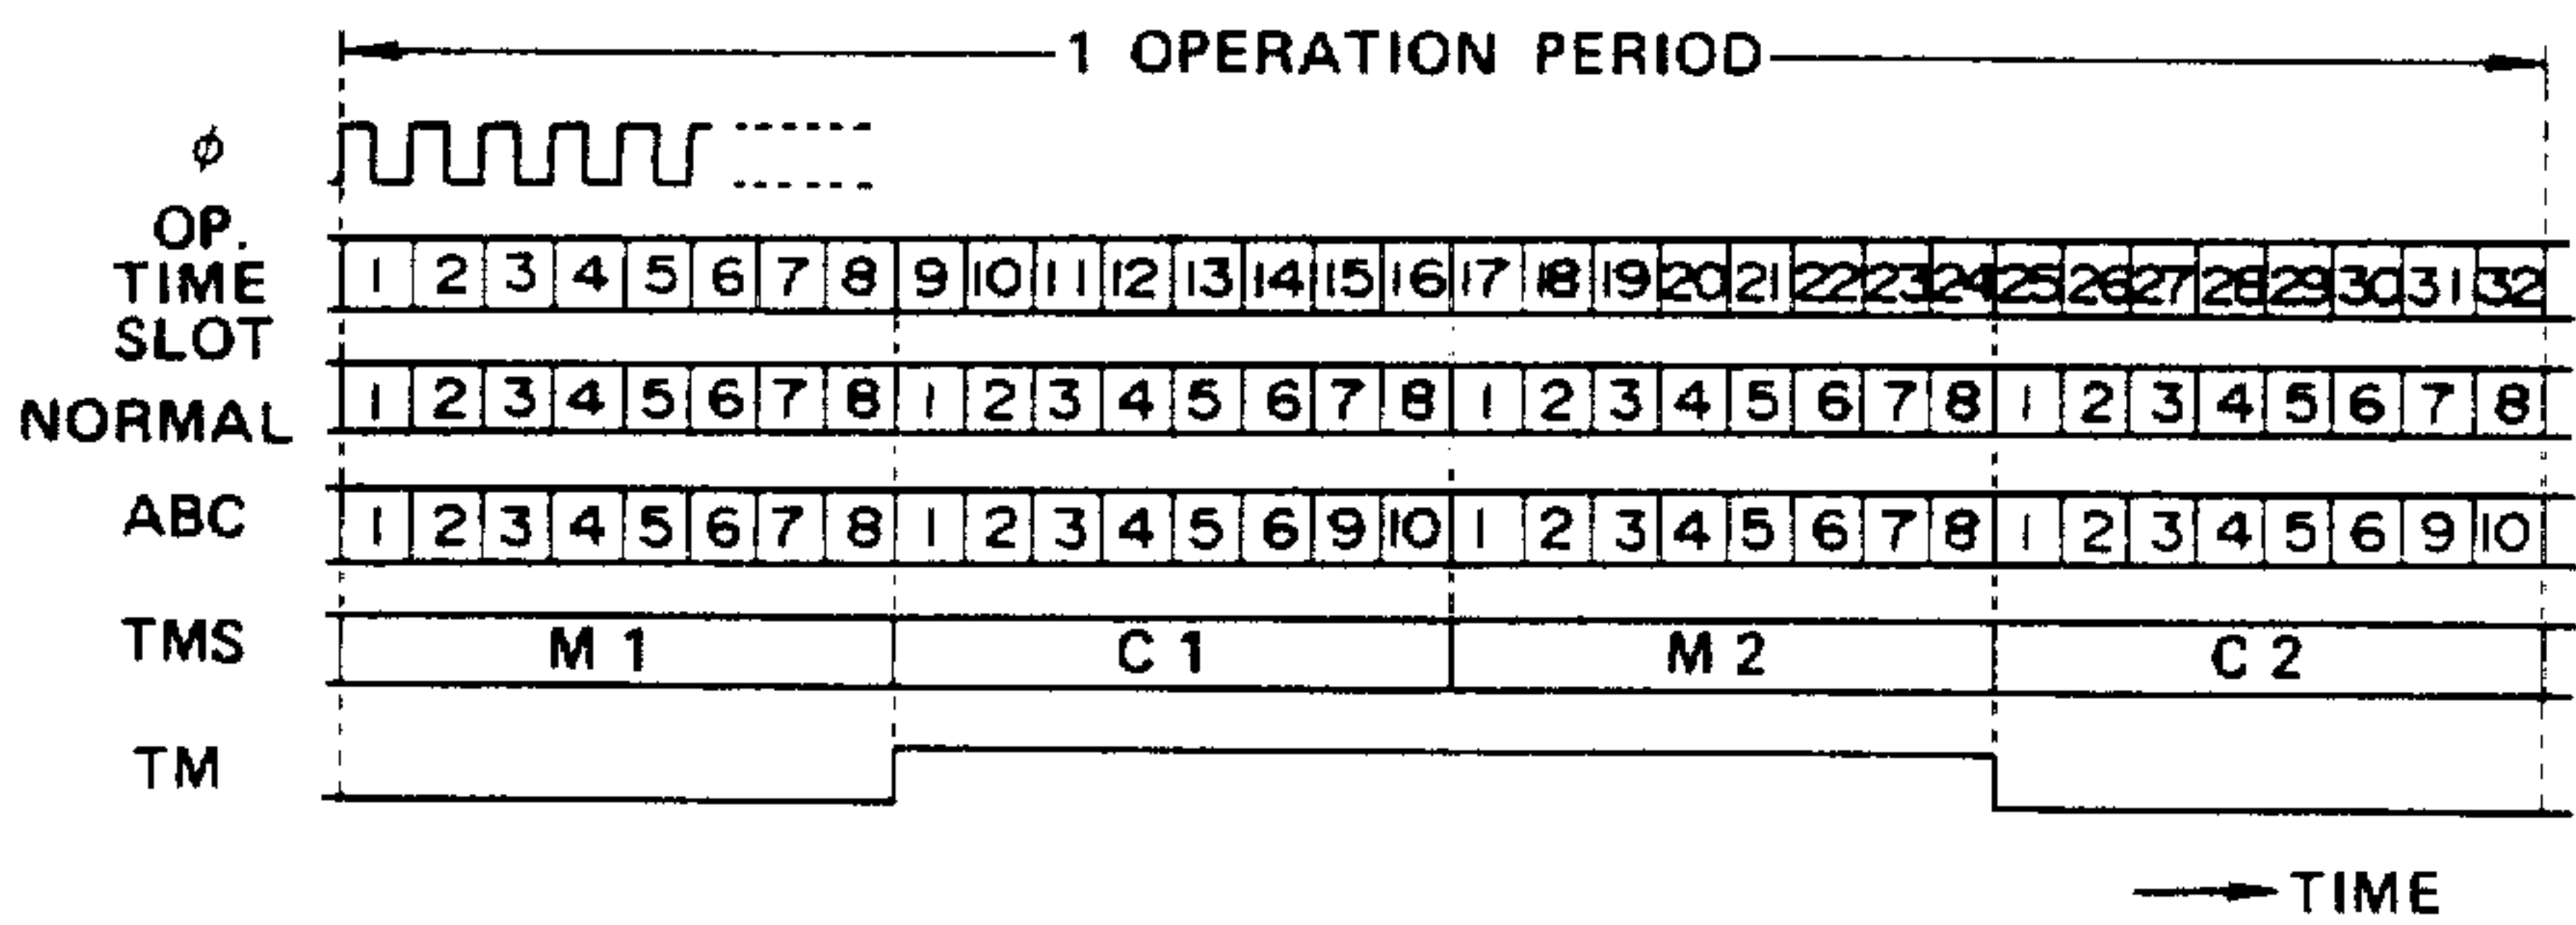 1 OPERATION PERIOD
φ
OP. TIME SLOT 1 2 3 4 5 6 7 8 9 10 11 12 13 14 15 16 17 18 19 20 21 22 23 24 25 26 27 28 29 30 31 32
NORMAL 1 2 3 4 5 6 7 8 1 2 3 4 5 6 7 8 1 2 3 4 5 6 7 8 1 2 3 4 5 6 7 8
ABC 1 2 3 4 5 6 7 8 1 2 3 4 5 6 9 10 1 2 3 4 5 6 7 8 1 2 3 4 5 6 9 10
TMS M1 C1 M2 C2
TM
TIME